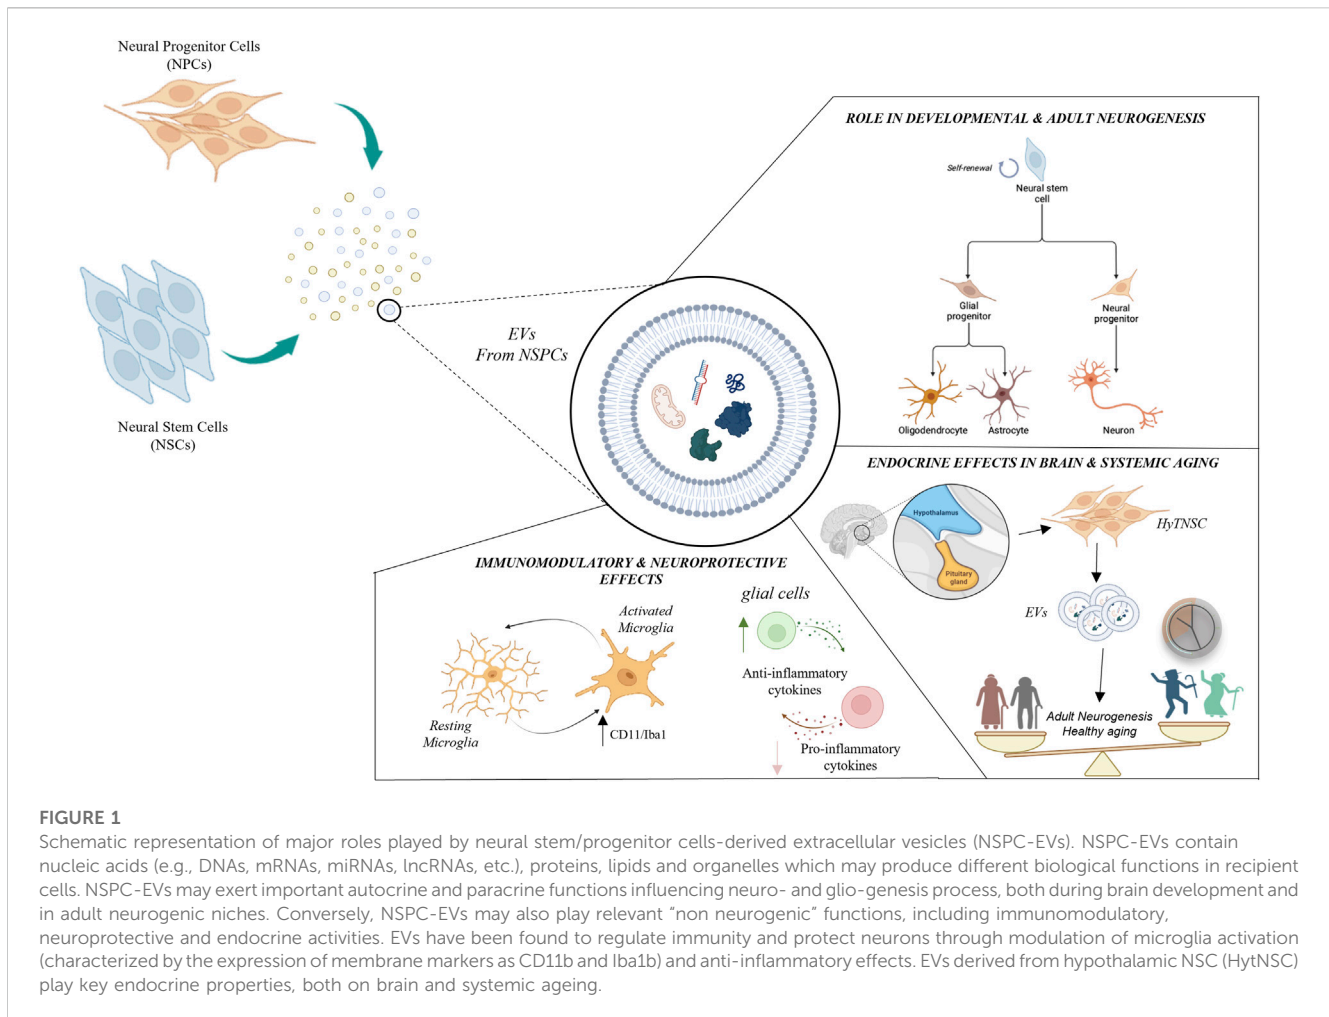 Neural Progenitor Cells
(NPCs)
Neural Stem Cells
(NSCs)
EVs
From NSPCs
ROLE IN DEVELOPMENTAL & ADULT NEUROGENESIS
Self-renewal
Neural stem
cell
Glial
progenitor
Neural
progenitor
Oligodendrocyte
Astrocyte
Neuron
ENDOCRINE EFFECTS IN BRAIN & SYSTEMIC AGING
Hypothalamus
Pituitary
gland
HyTNSC
EVs
Adult Neurogenesis
Healthy aging
IMMUNOMODULATORY & NEUROPROTECTIVE
EFFECTS
Activated
Microglia
Resting
Microglia
CD11/Iba1
glial cells
Anti-inflammatory
cytokines
Pro-inflammatory
cytokines
FIGURE 1
Schematic representation of major roles played by neural stem/progenitor cells-derived extracellular vesicles (NSPC-EVs). NSPC-EVs contain
nucleic acids (e.g., DNAs, mRNAs, miRNAs, lncRNAs, etc.), proteins, lipids and organelles which may produce different biological functions in recipient
cells. NSPC-EVs may exert important autocrine and paracrine functions influencing neuro- and glio-genesis process, both during brain development and
in adult neurogenic niches. Conversely, NSPC-EVs may also play relevant “non neurogenic” functions, including immunomodulatory,
neuroprotective and endocrine activities. EVs have been found to regulate immunity and protect neurons through modulation of microglia activation
(characterized by the expression of membrane markers as CD11b and Iba1b) and anti-inflammatory effects. EVs derived from hypothalamic NSC (HytNSC)
play key endocrine properties, both on brain and systemic ageing.